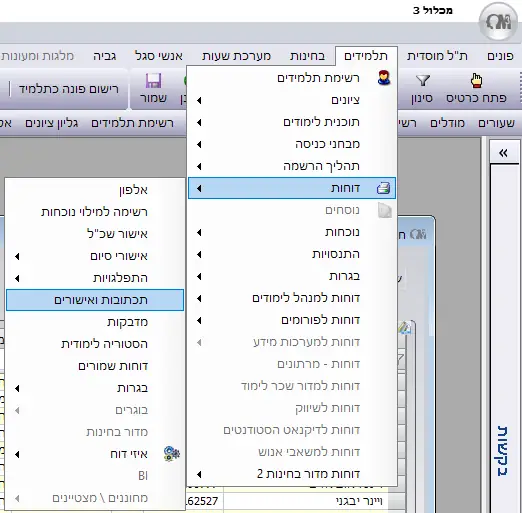 מכלול 3
פונים
ת"ל מוסדית
תלמידים
בחינות
מערכת שעות
אנשי סגל
גביה
מלגות ומעונות
פתח כרטיס
סינון
שמור
רישום פונה כתלמיד
שעורים
מודלים
רשימת תלמידים
גליון ציונים
רשימת תלמידים
ציונים
תוכנית לימודים
מבחני כניסה
תהליך הרשמה
דוחות
נוסחים
נוכחות
התנסויות
בגרות
דוחות למנהל לימודים
דוחות לפורומים
דוחות למערכות מידע
דוחות - מרתונים
דוחות למדור שכר לימוד
דוחות לשיווק
דוחות לדיקנאט הסטודנטים
דוחות למשאבי אנוש
דוחות מדור בחינות 2
אלפון
רשימה למילוי נוכחות
אישור שכ"ל
אישורי סיום
התפלגויות
תכתובות ואישורים
מדבקות
הסטוריה לימודית
דוחות שמורים
בגרות
בוגרים
מדור בחינות
איזי דוח
BI
מחוננים \ מצטיינים
«
בקשות
ויינר יבגני
62527